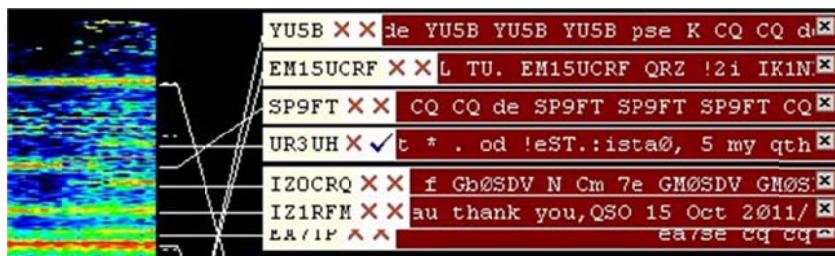 YU5B de YU5B YU5B YU5B pse K CQ CQ d
EM15UCRF L TU. EM15UCRF QRZ !2i IK1N
SP9FT CQ CQ de SP9FT SP9FT SP9FT CQ
UR3UH t * . od !eST.:ista0, 5 my qth
IZ0CRQ f Gb0SDV N Cm 7e GM0SDV GM0S
IZ1RFM au thank you,QSO 15 Oct 2011/
EA7IP ea7se cq cq